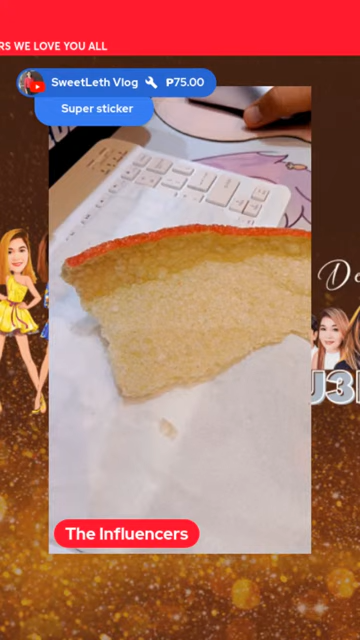 RS WE LOVE YOU ALL
SweetLeth Vlog ₱75.00
Super sticker
The Influencers